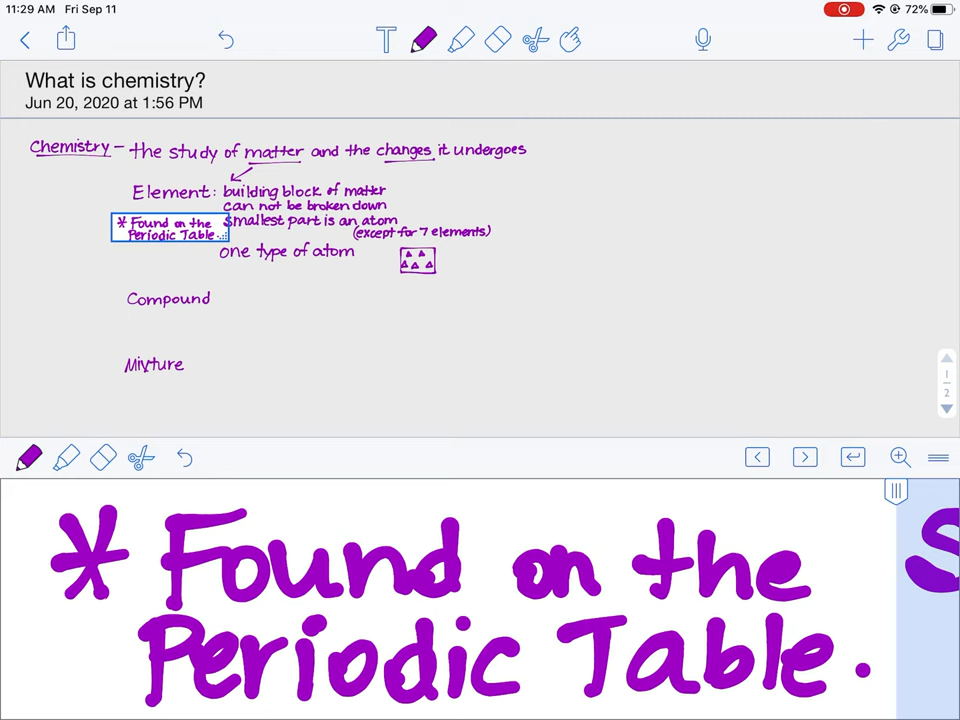 11:29 AM Fri Sep 11
72%
T
What is chemistry?
Jun 20, 2020 at 1:56 PM
Chemistry – the study of matter and the changes it undergoes
Element: building block of matter
can not be broken down
smallest part is an atom
(except for 7 elements)
* Found on the
Periodic Table.
one type of atom
Compound
Mixture
1
2
* Found on the
Periodic Table.